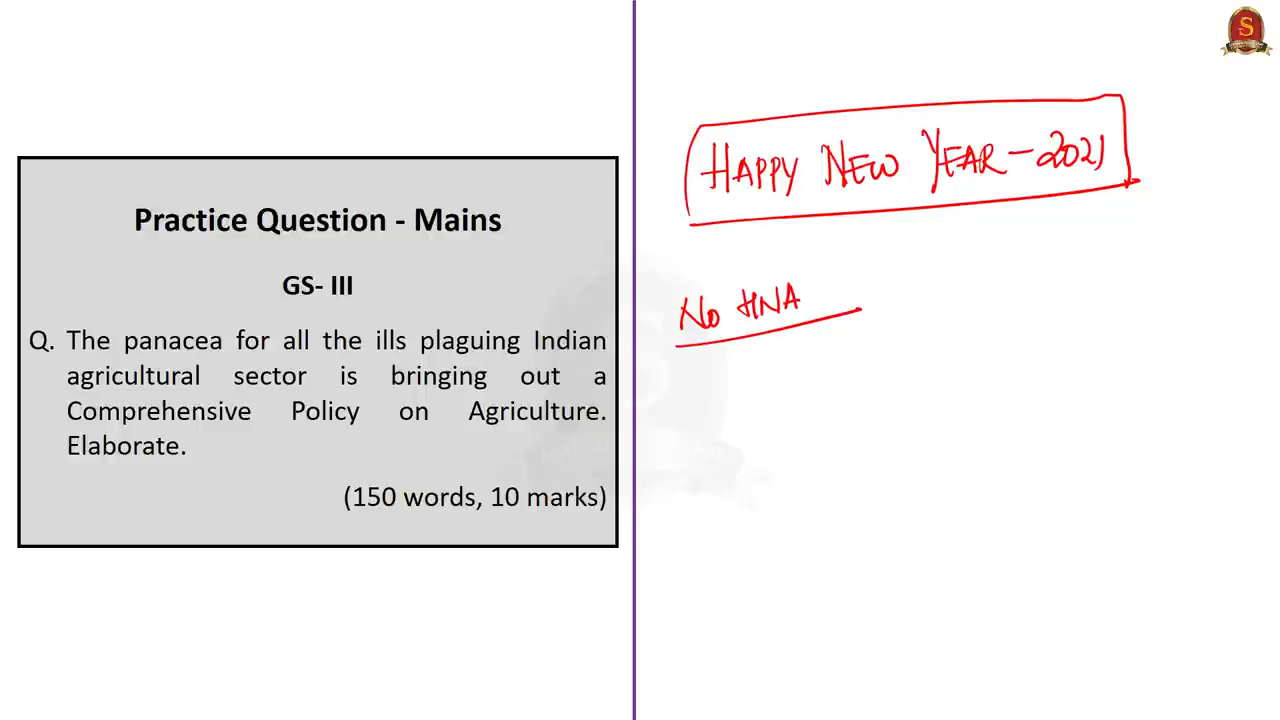 Practice Question - Mains
GS- III
Q. The panacea for all the ills plaguing Indian
agricultural sector is bringing out a
Comprehensive Policy on Agriculture.
Elaborate.
(150 words, 10 marks)
HAPPY NEW YEAR - 2021
No HNA
S